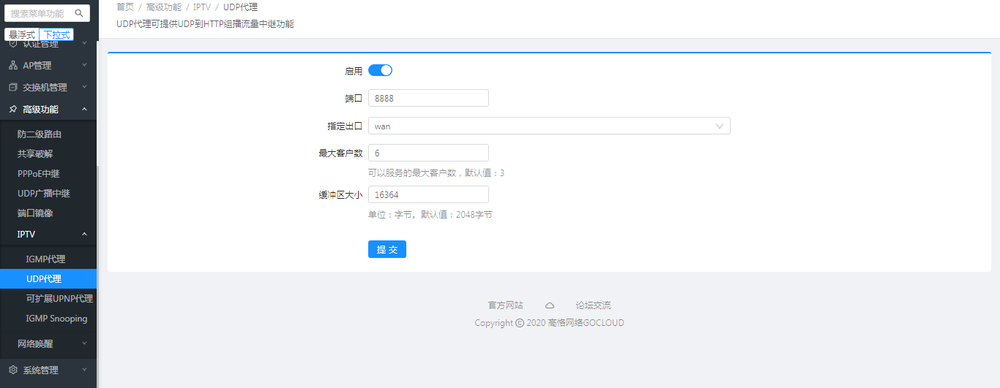 搜索菜单功能
悬浮式 下拉式
认证管理
AP管理
交换机管理
高级功能
防二级路由
共享破解
PPPoE中继
UDP广播中继
端口镜像
IPTV
IGMP代理
UDP代理
可扩展UPNP代理
IGMP Snooping
网络唤醒
系统管理
首页 / 高级功能 / IPTV / UDP代理
UDP代理可提供UDP到HTTP组播流量中继功能
启用
端口 8888
指定出口 wan
最大客户数 6
可以服务的最大客户数，默认值：3
缓冲区大小 16364
单位：字节。默认值：2048字节
提 交
官方网站 论坛交流
Copyright © 2020 高恪网络GOCLOUD